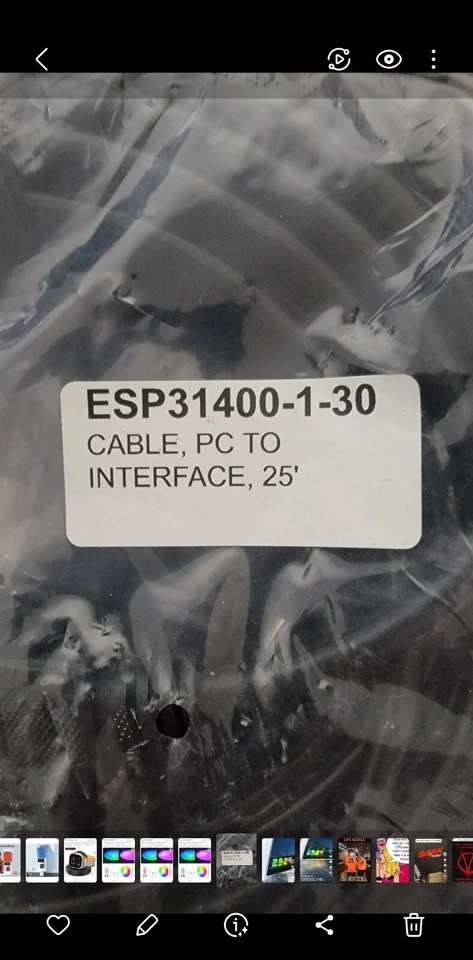 ESP31400-1-30
CABLE, PC TO
INTERFACE, 25'